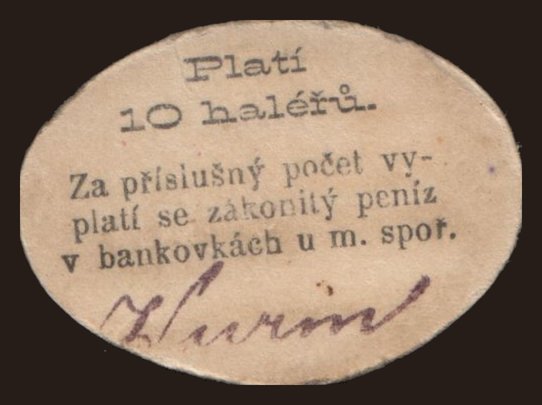 Platí
10 haléřů.
Za příslušný počet vy-
platí se zákonitý peníz
v bankovkách u m. spoř.